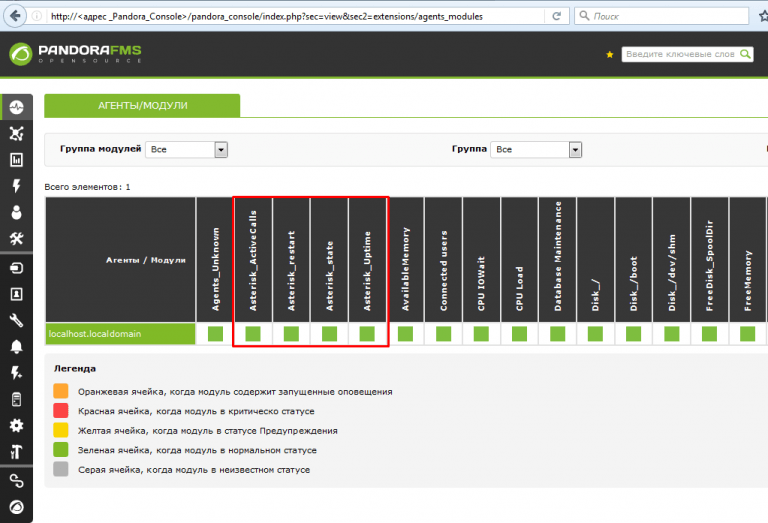 http://<адрес _Pandora_Console>/pandora_console/index.php?sec=view&sec2=extensions/agents_modules
Поиск
PANDORAFMS
OPENSOURCE
Введите ключевые слов
АГЕНТЫ/МОДУЛИ
Группа модулей Все Группа Все
Всего элементов: 1
Агенты / Модули
Agents_Unknown
Asterisk_ActiveCalls
Asterisk_restart
Asterisk_state
Asterisk_Uptime
AvailableMemory
Connected users
CPU IOWait
CPU Load
Database Maintenance
Disk_/
Disk_/boot
Disk_/dev/shm
FreeDisk_SpoolDir
FreeMemory
localhost.localdomain
Легенда
Оранжевая ячейка, когда модуль содержит запущенные оповещения
Красная ячейка, когда модуль в критическо статусе
Желтая ячейка, когда модуль в статусе Предупреждения
Зеленая ячейка, когда модуль в нормальном статусе
Серая ячейка, когда модуль в неизвестном статусе